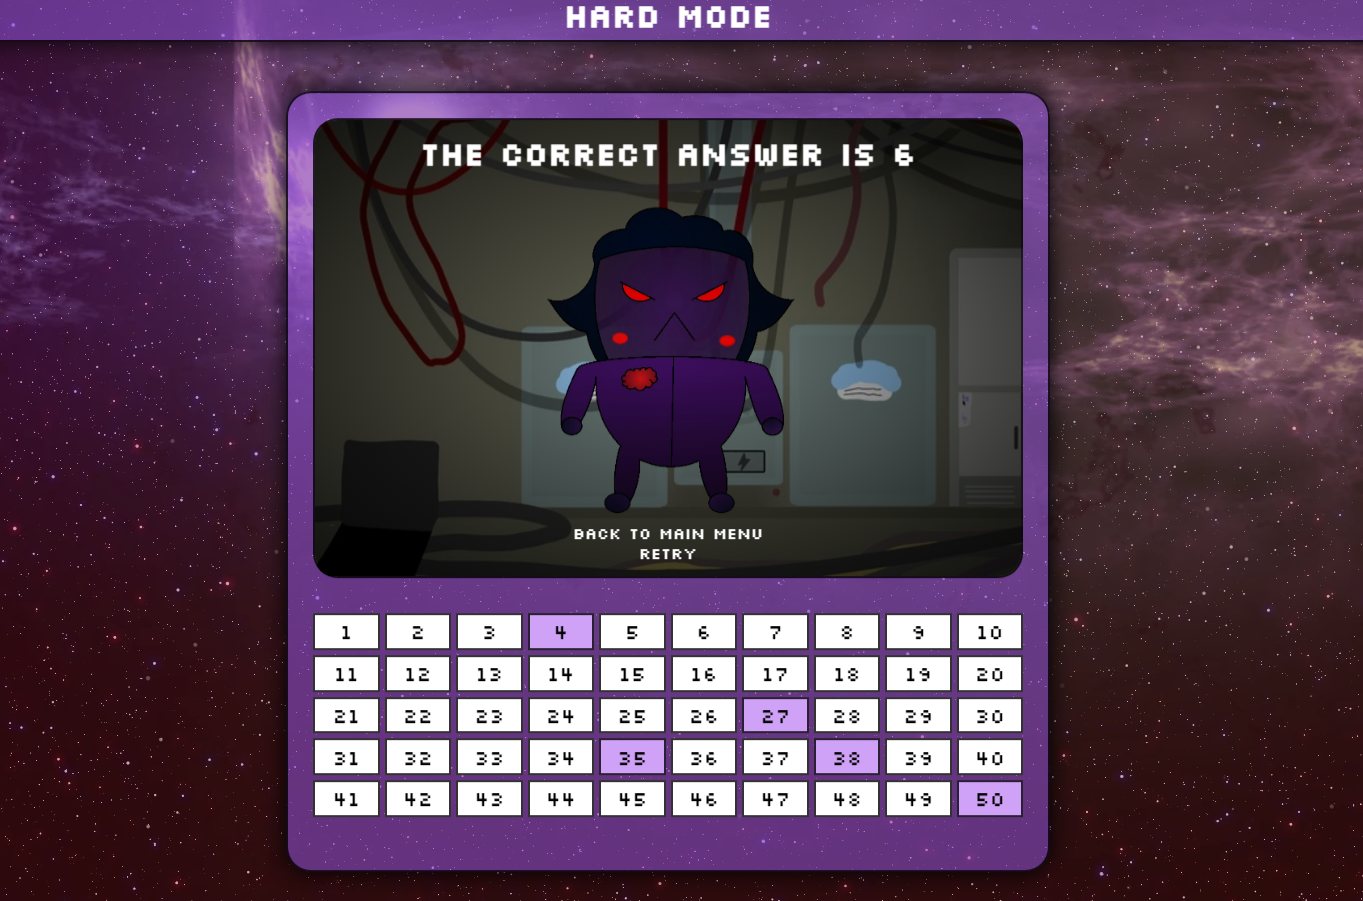 HARD MODE
THE CORRECT ANSWER IS 6
BACK TO MAIN MENU
RETRY
1 2 3 4 5 6 7 8 9 10
11 12 13 14 15 16 17 18 19 20
21 22 23 24 25 26 27 28 29 30
31 32 33 34 35 36 37 38 39 40
41 42 43 44 45 46 47 48 49 50